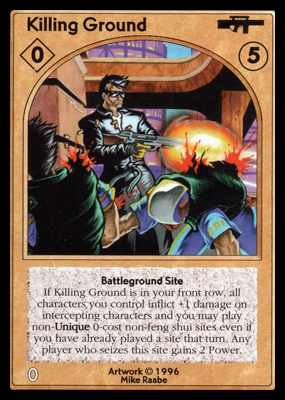 Killing Ground
0
5
Battleground Site
If Killing Ground is in your front row, all
characters you control inflict +1 damage on
intercepting characters and you may play
non-Unique 0-cost non-feng shui sites even if
you have already played a site that turn. Any
player who seizes this site gains 2 Power.
0
Artwork © 1996
Mike Raabe